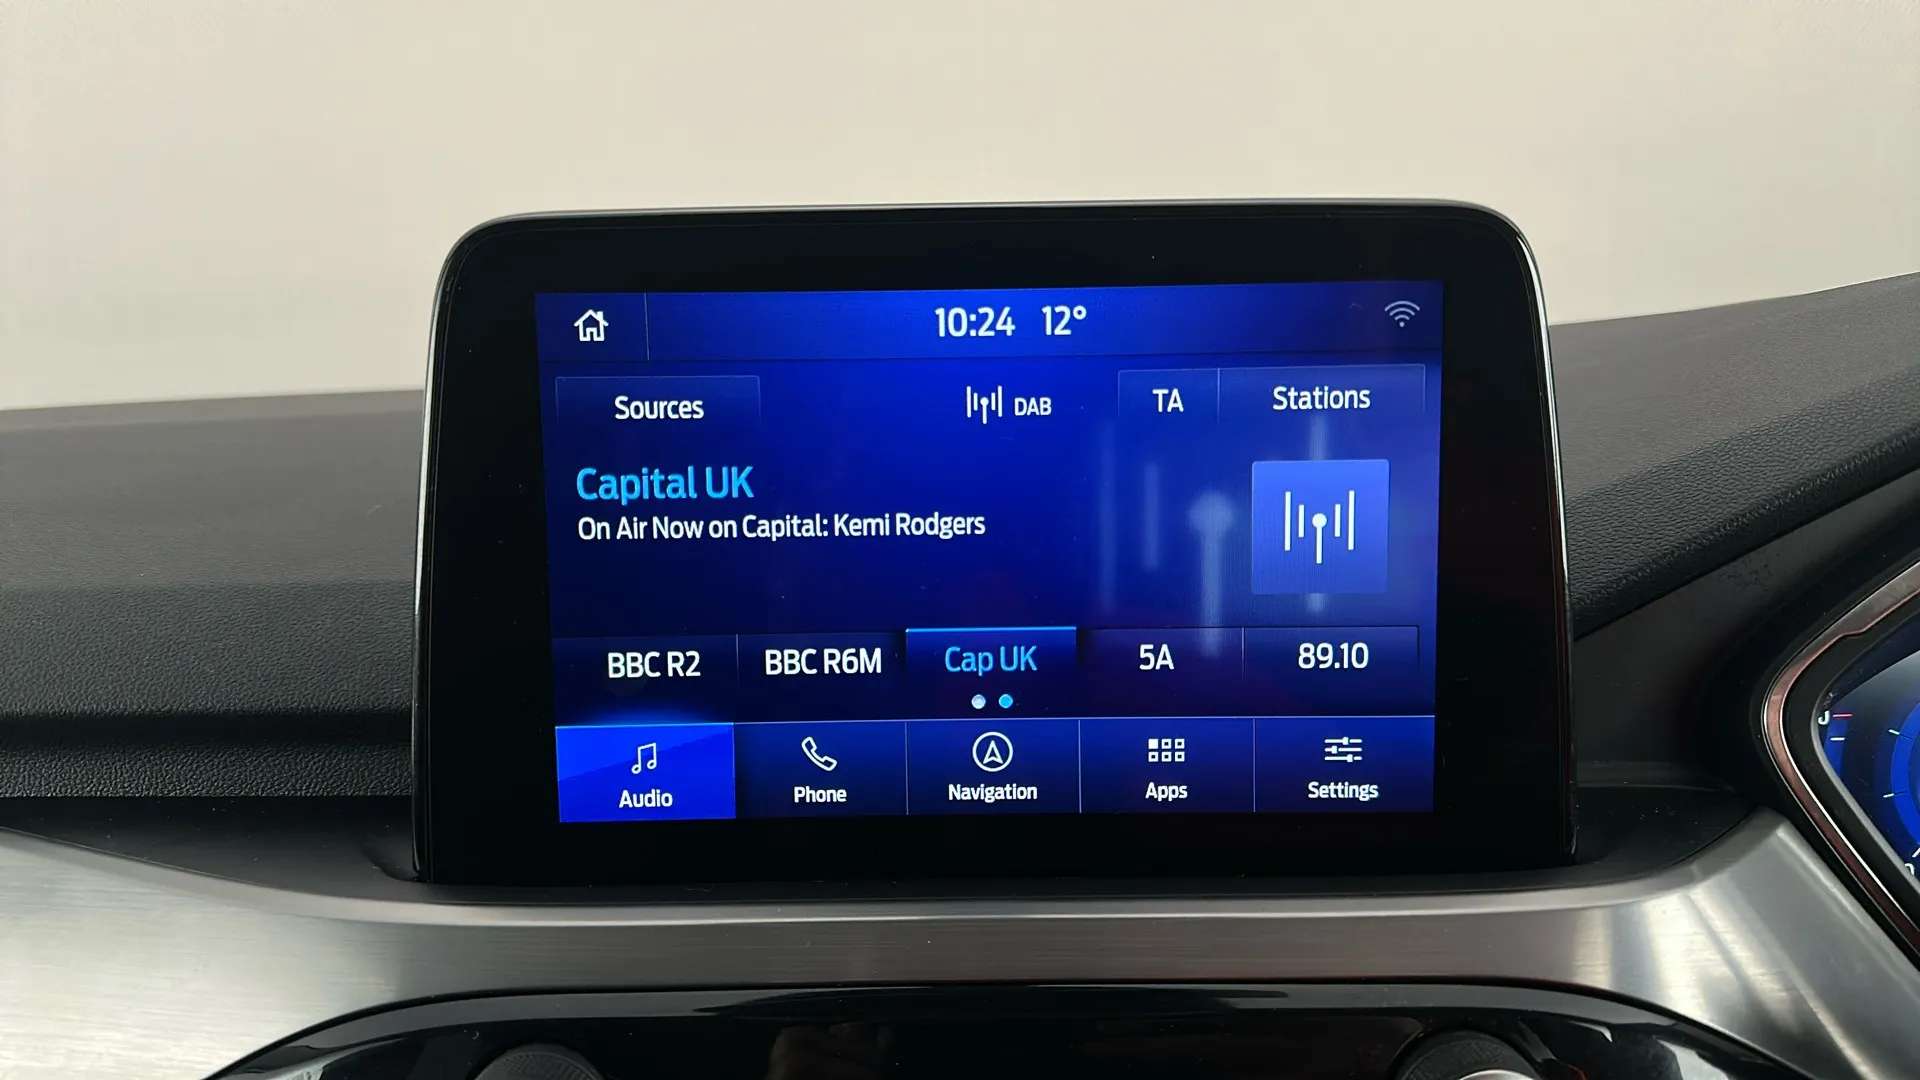 10:24 12°
Sources DAB TA Stations
Capital UK
On Air Now on Capital: Kemi Rodgers
BBC R2 BBC R6M Cap UK 5A 89.10
Audio Phone Navigation Apps Settings